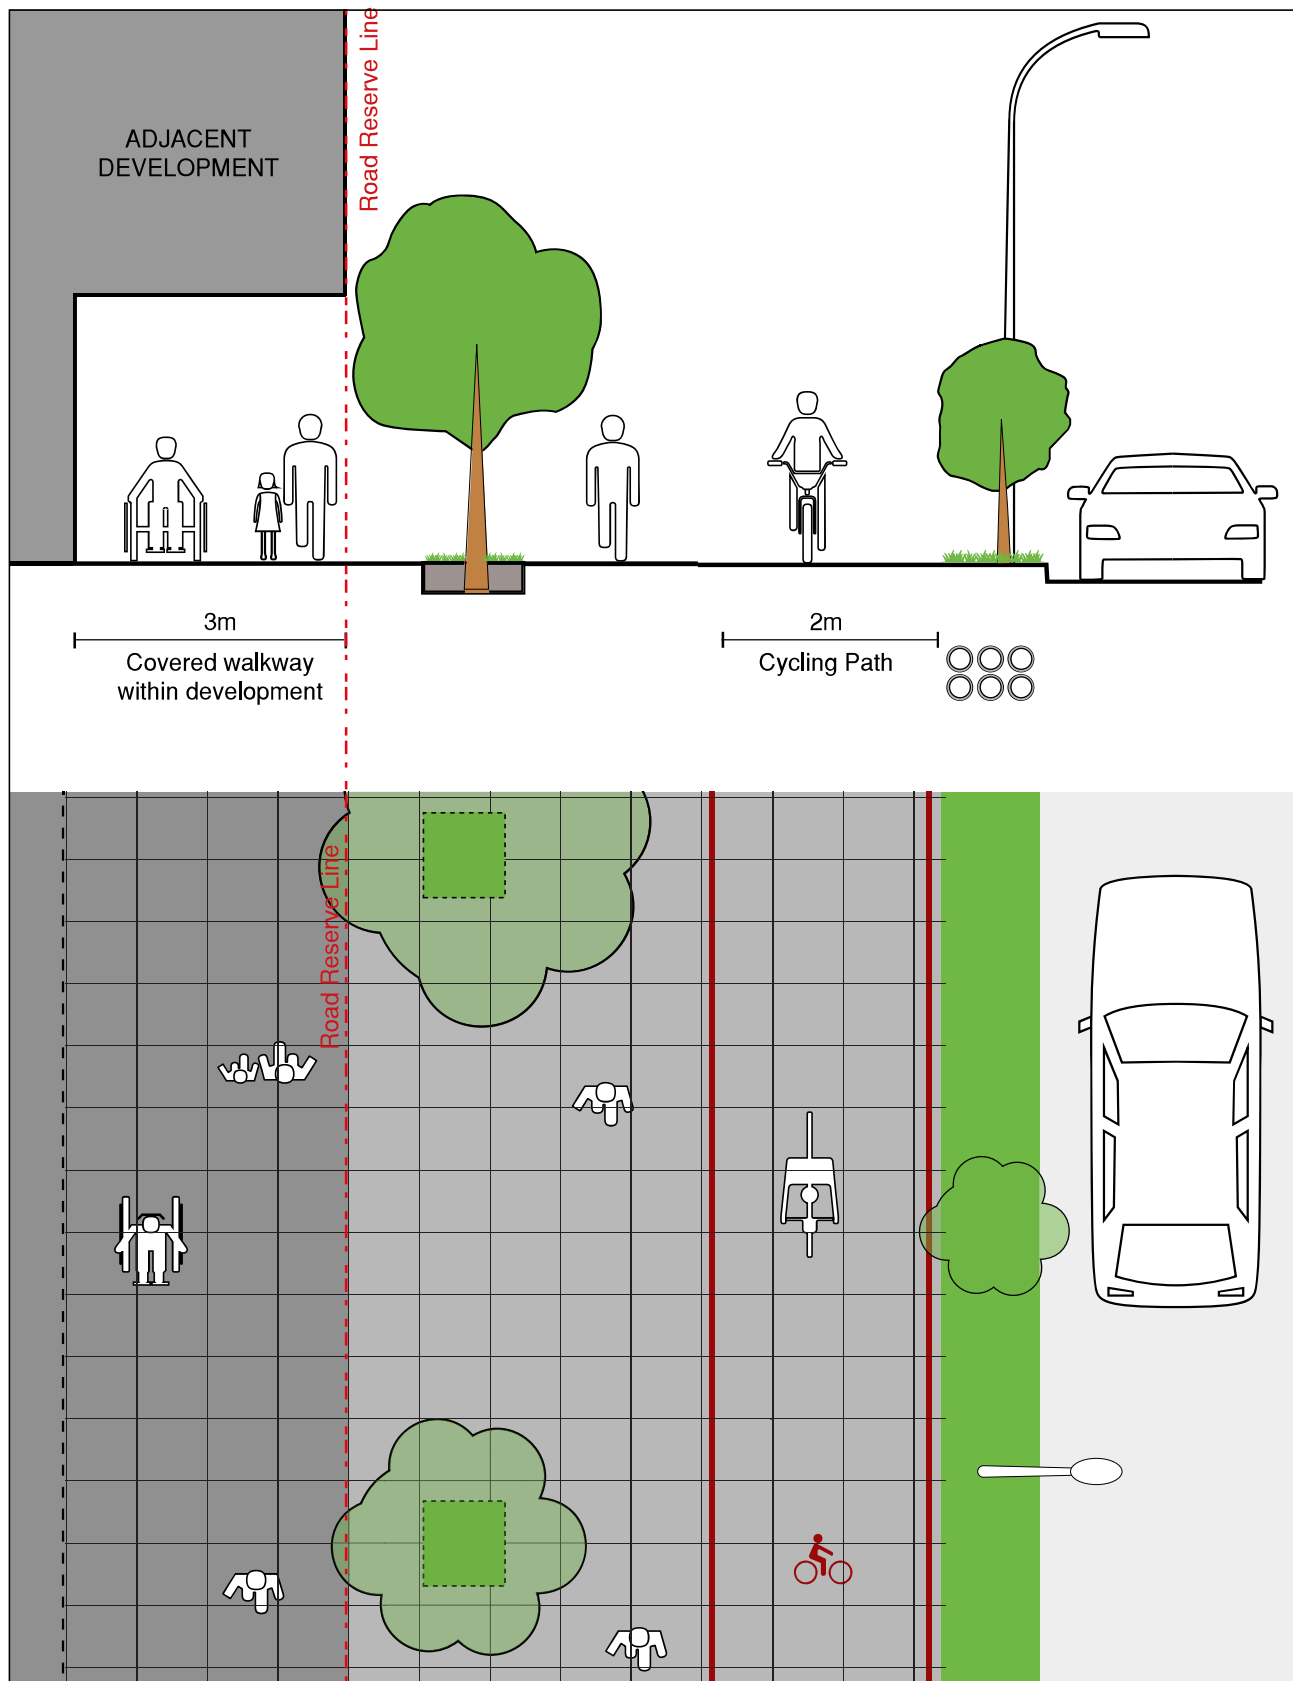 Road Reserve Line
ADJACENT
DEVELOPMENT
3m
Covered walkway
within development
2m
Cycling Path
Road Reserve Line